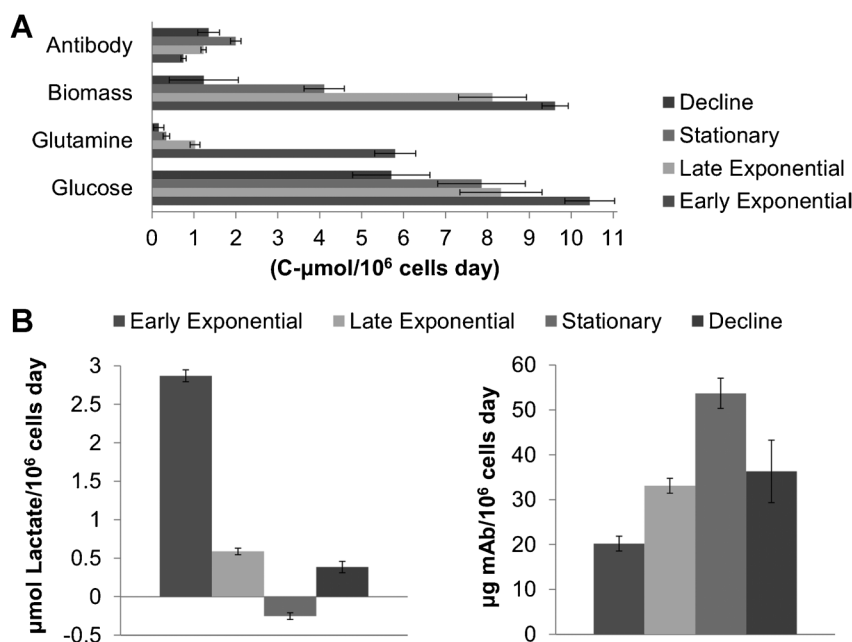 A
Antibody
Biomass
Glutamine
Glucose
0 1 2 3 4 5 6 7 8 9 10 11
(C-µmol/10⁶ cells day)
Decline
Stationary
Late Exponential
Early Exponential
B
Early Exponential Late Exponential Stationary Decline
µmol Lactate/10⁶ cells day
3
2.5
2
1.5
1
0.5
0
-0.5
µg mAb/10⁶ cells day
60
50
40
30
20
10
0